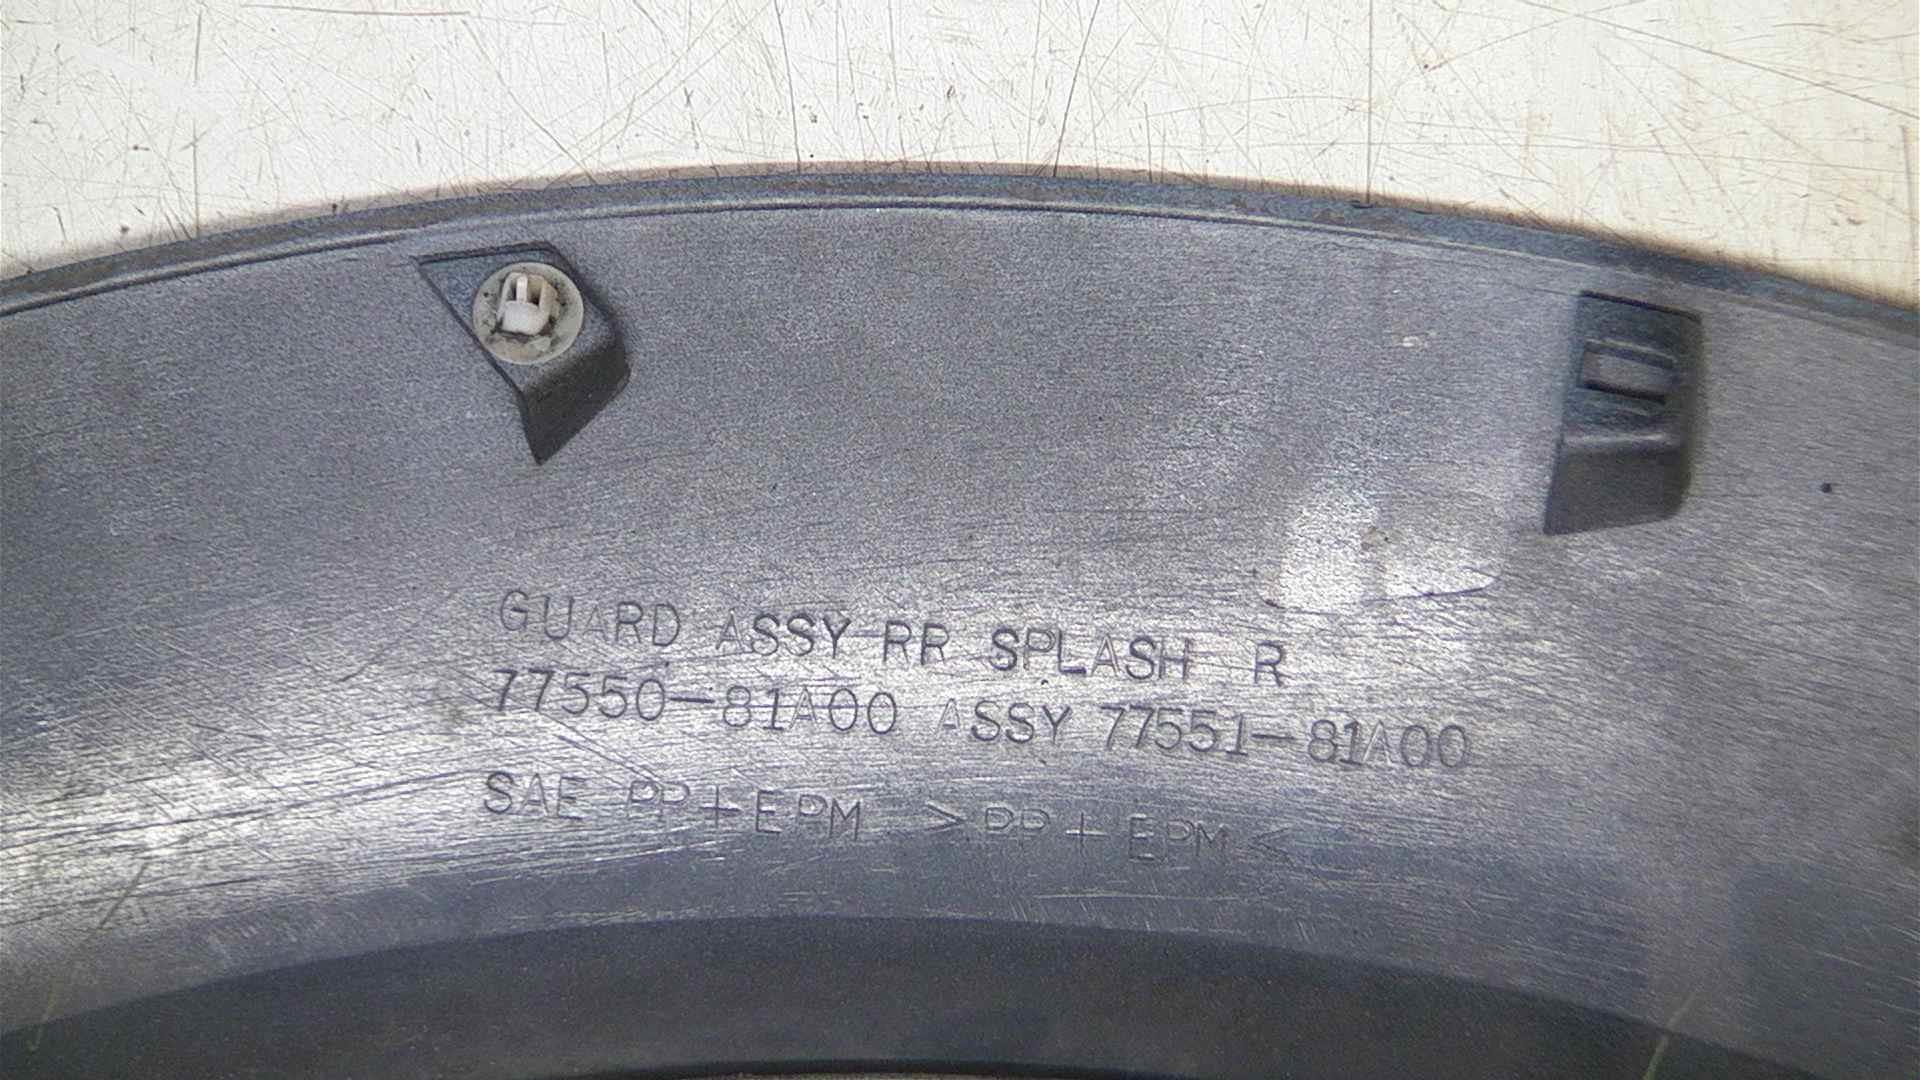 GUARD ASSY RR SPLASH R
77550-81A00 ASSY 77551-81A00
SAE PP+EPM >PP+EPM<